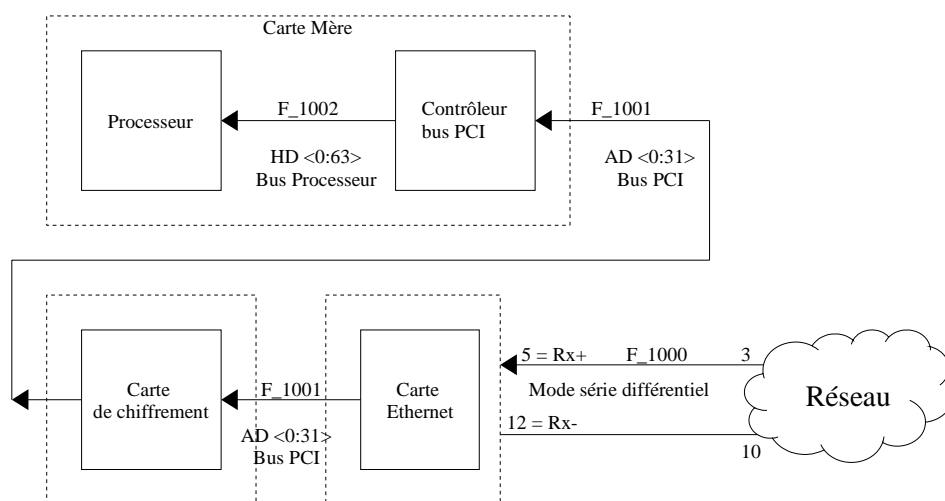 Carte Mère
Processeur
F_1002
HD <0:63>
Bus Processeur
Contrôleur
bus PCI
F_1001
AD <0:31>
Bus PCI
Carte
de chiffrement
F_1001
AD <0:31>
Bus PCI
Carte
Ethernet
5 = Rx+ F_1000 3
Mode série différentiel
12 = Rx- 10
Réseau